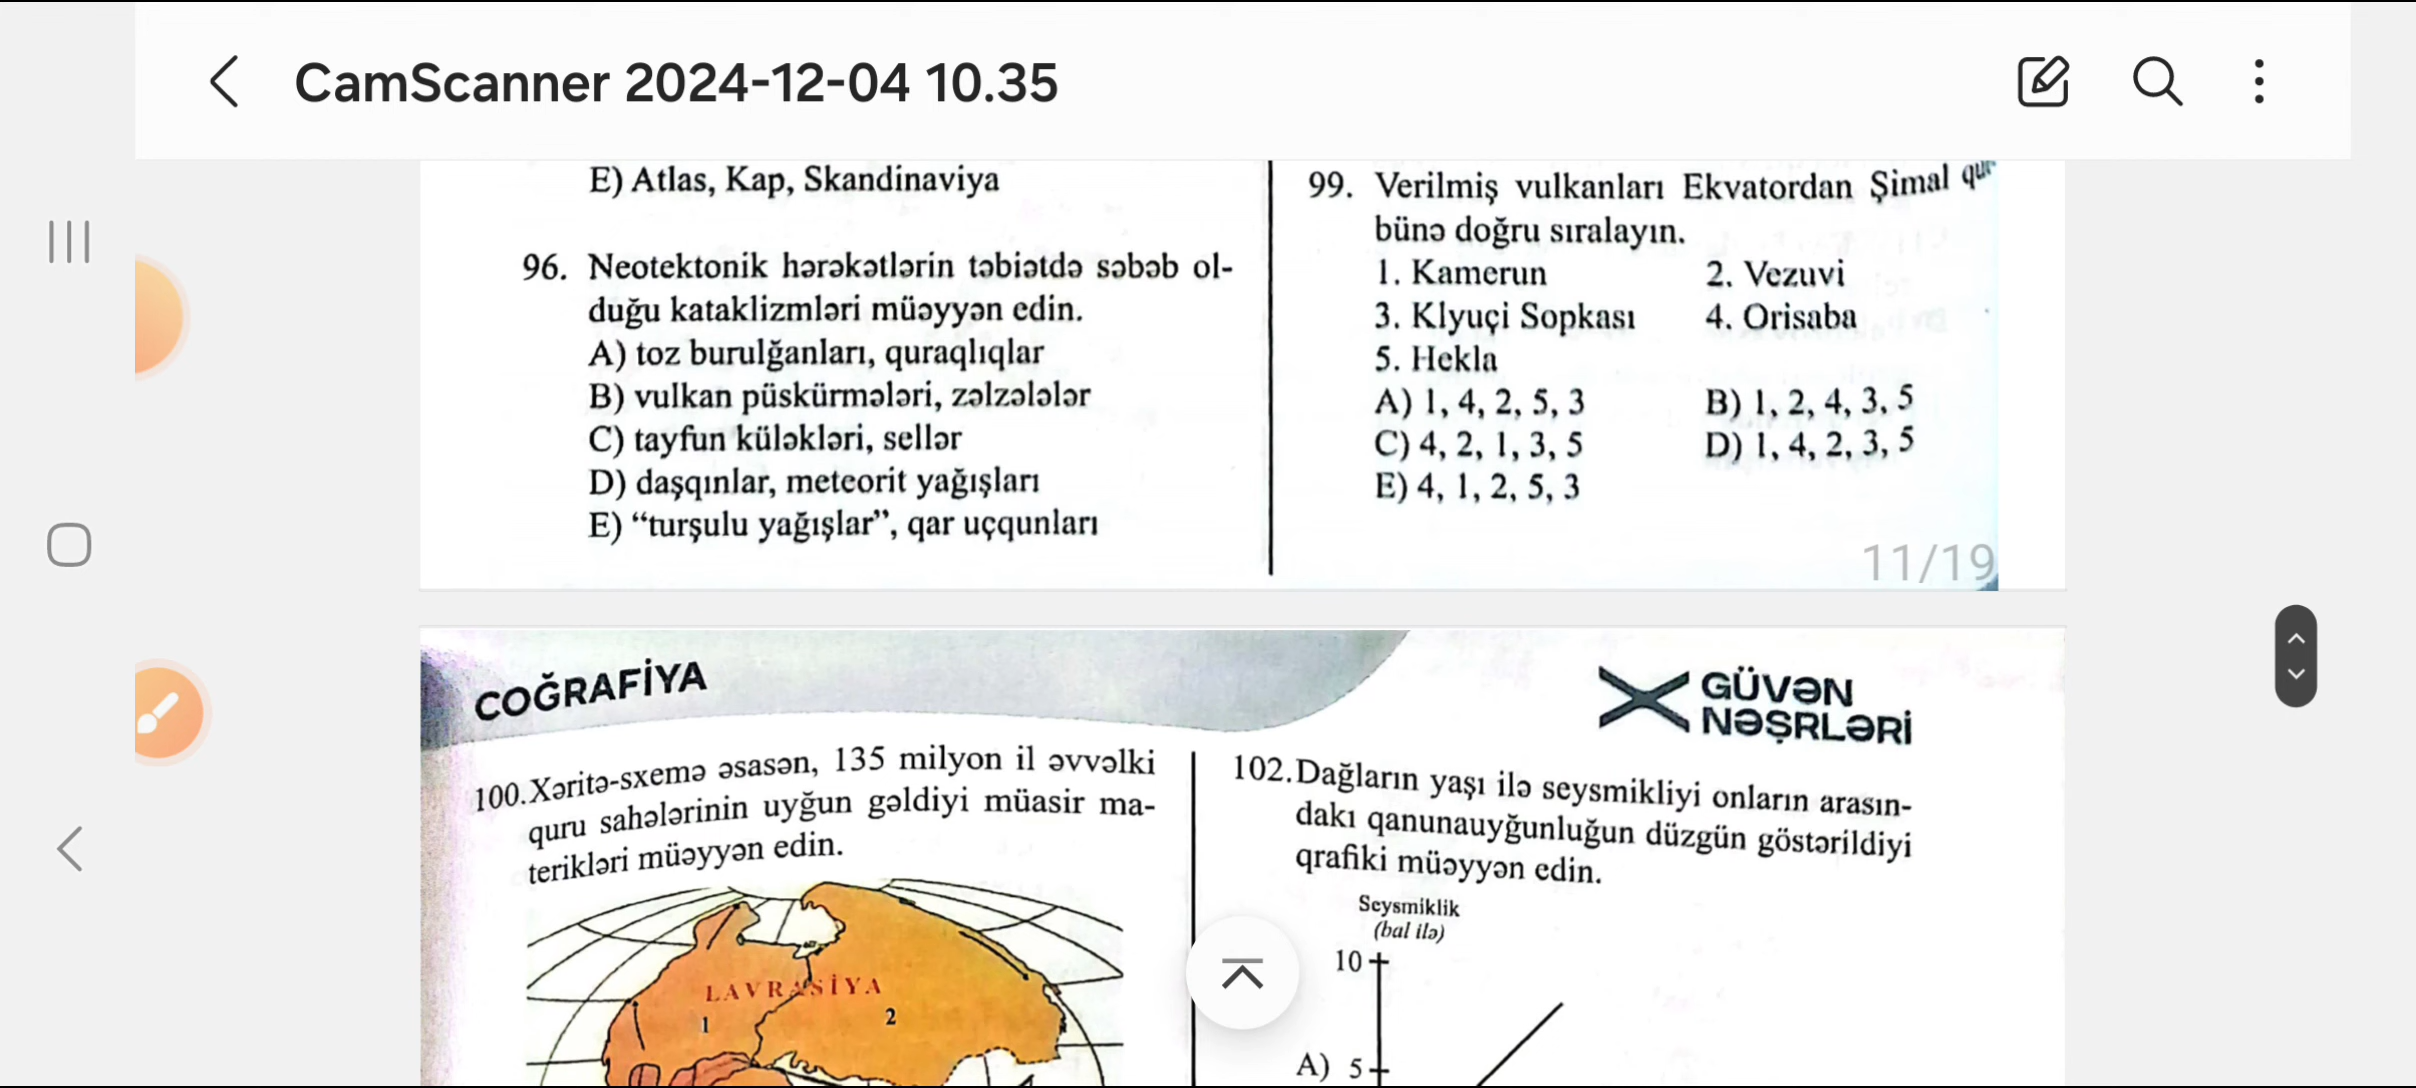 CamScanner 2024-12-04 10.35
E) Atlas, Kap, Skandinaviya
96. Neotektonik hərəkətlərin təbiətdə səbəb ol-
duğu kataklizmləri müəyyən edin.
A) toz burulğanları, quraqlıqlar
B) vulkan püskürmələri, zəlzələlər
C) tayfun küləkləri, sellər
D) daşqınlar, meteorit yağışları
E) “turşulu yağışlar”, qar uçqunları
99. Verilmiş vulkanları Ekvatordan Şimal qur
bünə doğru sıralayın.
1. Kamerun 2. Vezuvi
3. Klyuçi Sopkası 4. Orisaba
5. Hekla
A) 1, 4, 2, 5, 3 B) 1, 2, 4, 3, 5
C) 4, 2, 1, 3, 5 D) 1, 4, 2, 3, 5
E) 4, 1, 2, 5, 3
11/19
COĞRAFİYA
GÜVƏN
NƏŞRLƏRİ
100. Xəritə-sxemə əsasən, 135 milyon il əvvəlki
quru sahələrinin uyğun gəldiyi müasir ma-
terikləri müəyyən edin.
LAVRASİYA
1 2
102. Dağların yaşı ilə seysmikliyi onların arasın-
dakı qanunauyğunluğun düzgün göstərildiyi
qrafiki müəyyən edin.
Seysmiklik
(bal ilə)
10
A) 5